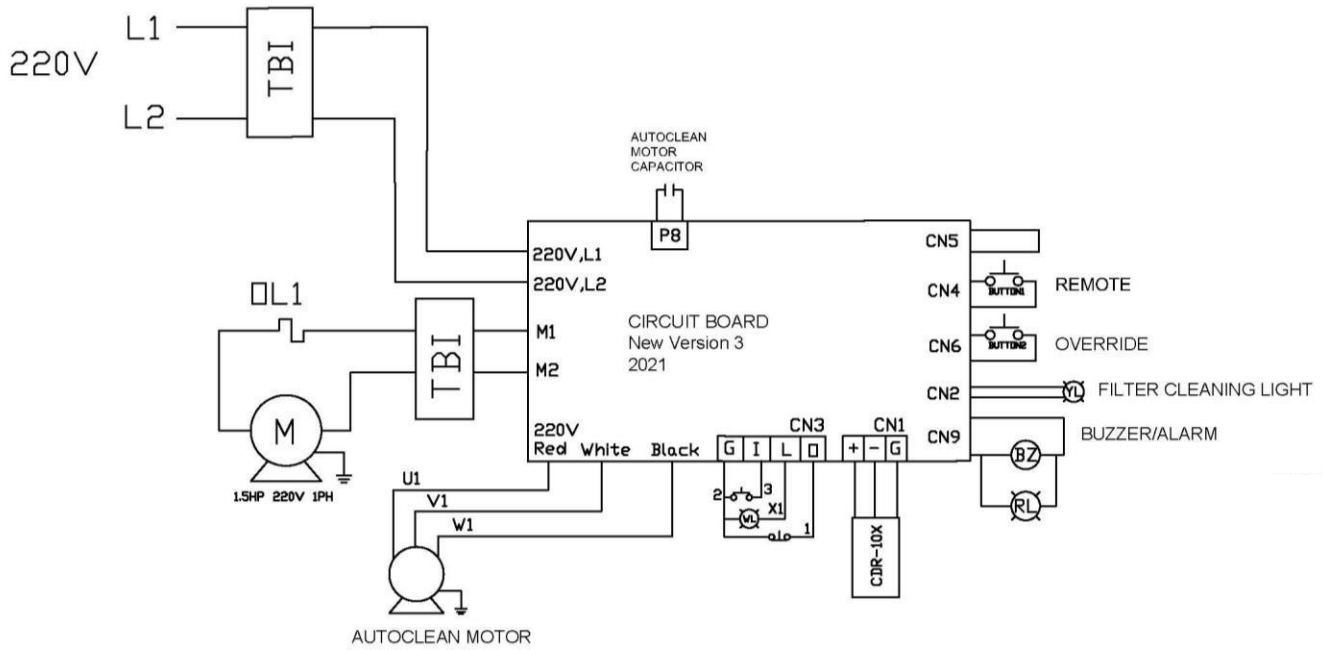 L1
220V
TBI
L2
AUTOCLEAN
MOTOR
CAPACITOR
P8
220V,L1
220V,L2
OL1
TBI
M1
M2
M
1.5HP 220V 1PH
CIRCUIT BOARD
New Version 3
2021
CN5
CN4
BUTTON1
REMOTE
CN6
BUTTON2
OVERRIDE
CN2
YL
FILTER CLEANING LIGHT
CN9
BUZZER/ALARM
BZ
RL
220V
Red White Black
CN3
G I L O
CN1
+ - G
2
3
WL
X1
1
CDR-10X
U1
V1
W1
AUTOCLEAN MOTOR